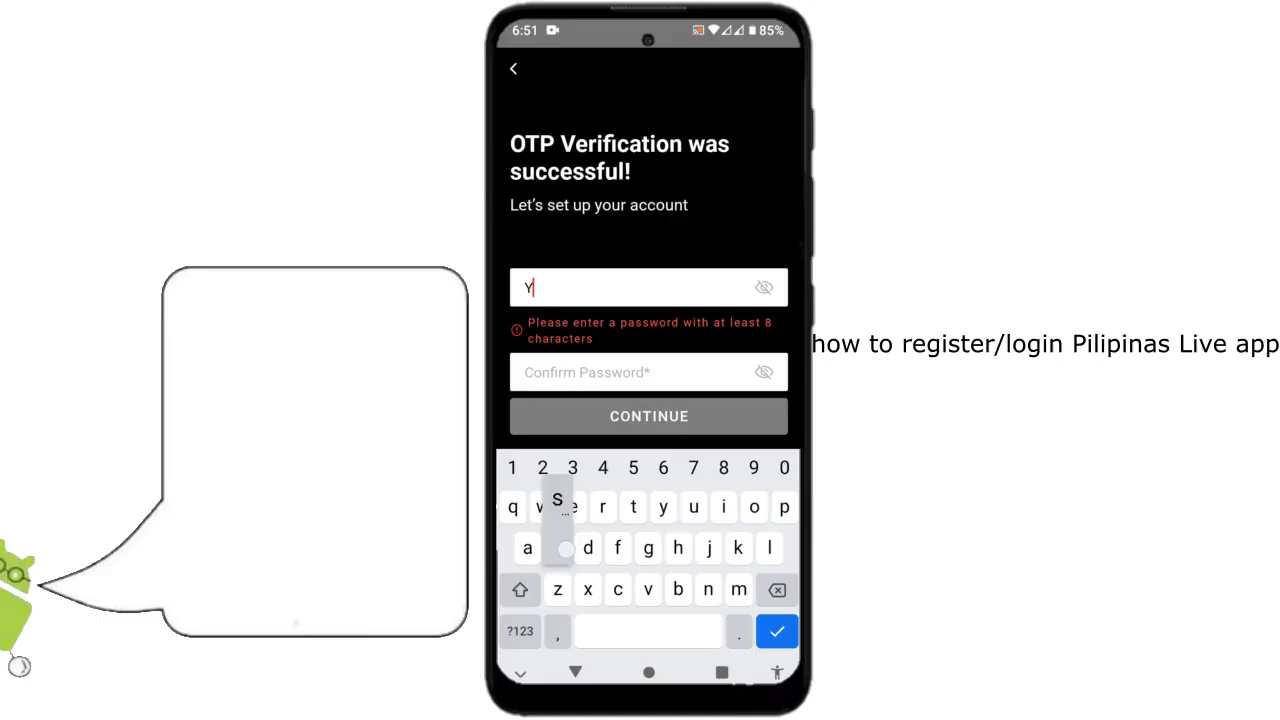 6:51 85%
OTP Verification was
successful!
Let's set up your account
Y
Please enter a password with at least 8
characters
Confirm Password*
CONTINUE
how to register/login Pilipinas Live app
1 2 3 4 5 6 7 8 9 0
q w e r t y u i o p
S
...
a d f g h j k l
z x c v b n m
?123 , .